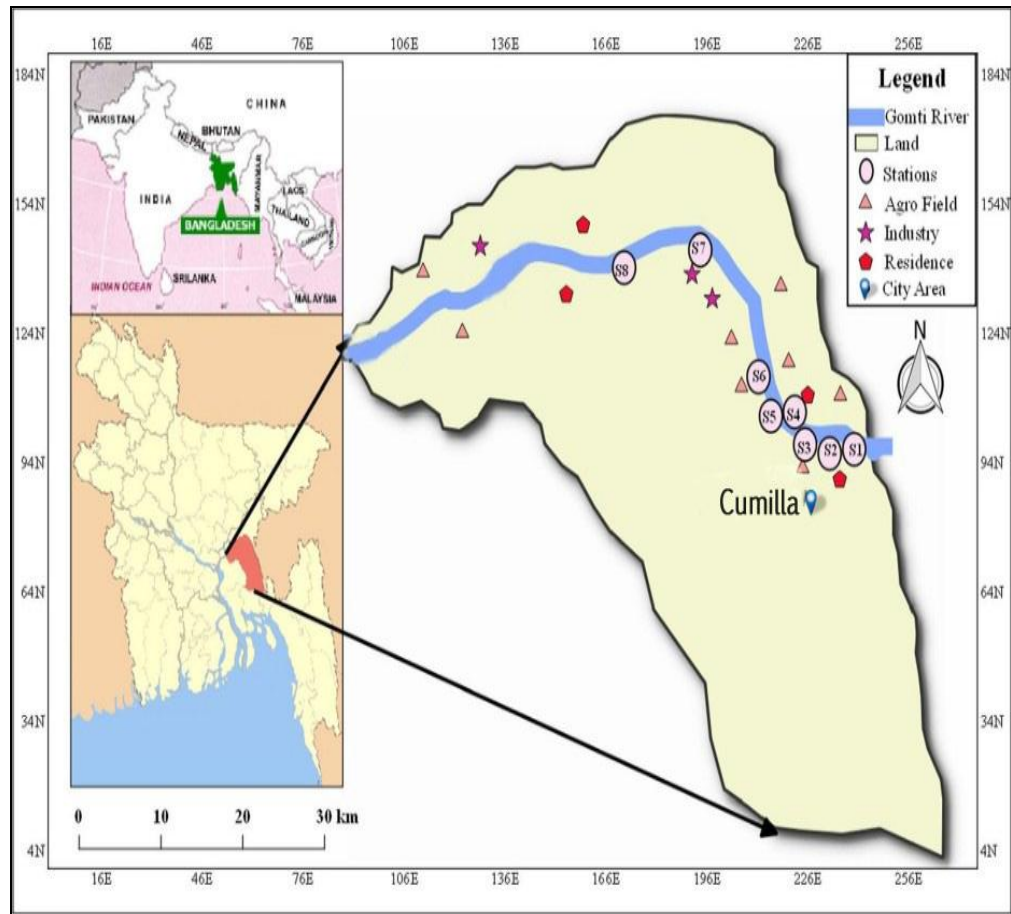 16E 46E 76E 106E 136E 166E 196E 226E 256E
184N
154N
124N
94N
64N
34N
4N
184N
154N
124N
94N
64N
34N
4N
CHINA
PAKISTAN
NEPAL
BHUTAN
INDIA
MAYANMAR
LAOS
THAILAND
BANGLADESH
SRILANKA
INDIAN OCEAN
MALAYSIA
Legend
Gomti River
Land
Stations
Agro Field
Industry
Residence
City Area
N
S8
S7
S6
S5
S4
S3
S2
S1
Cumilla
0 10 20 30 km
16E 46E 76E 106E 136E 166E 196E 226E 256E